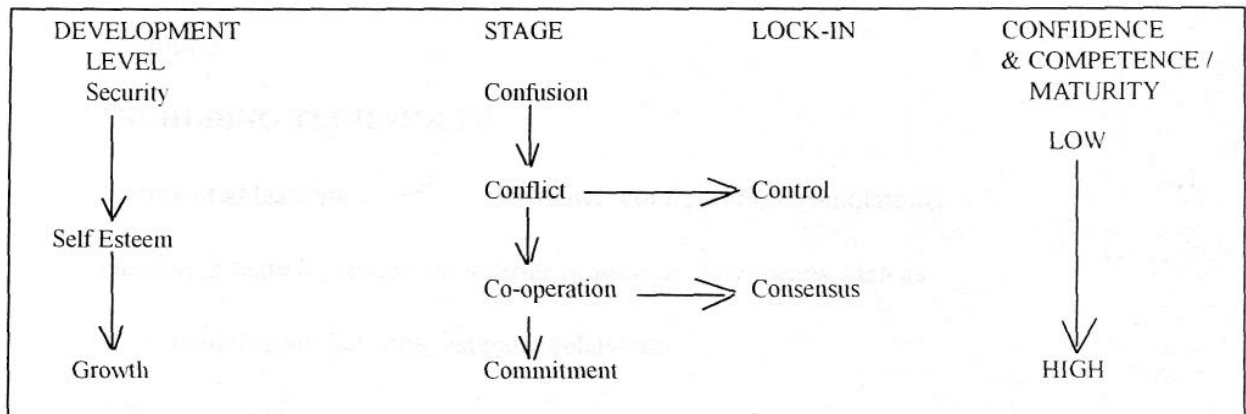 DEVELOPMENT LEVEL
STAGE
LOCK-IN
CONFIDENCE & COMPETENCE / MATURITY
Security
Confusion
LOW
Conflict
Control
Self Esteem
Co-operation
Consensus
Growth
Commitment
HIGH